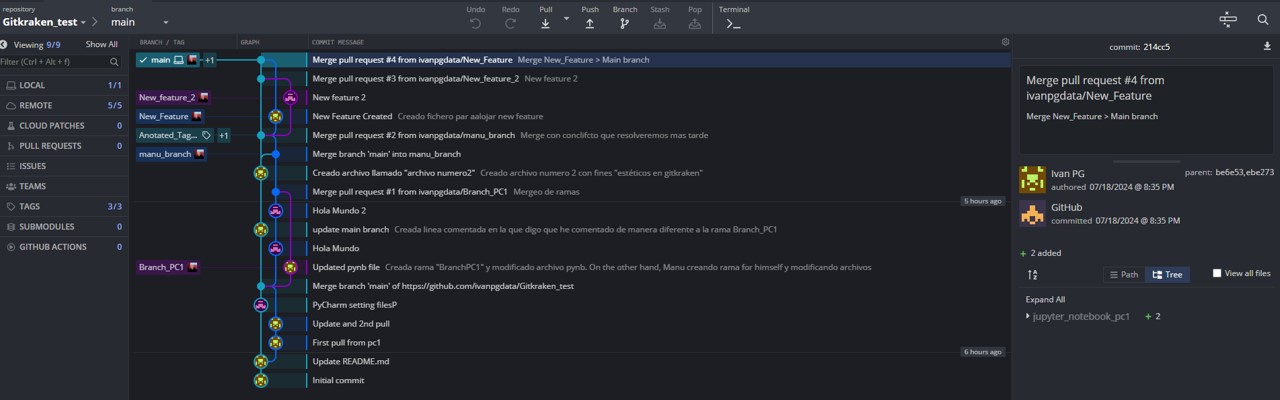 repository
Gitkraken_test
branch
main
Undo
Redo
Pull
Push
Branch
Stash
Pop
Terminal
Viewing 9/9
Show All
Filter (Ctrl + Alt + f)
LOCAL 1/1
REMOTE 5/5
CLOUD PATCHES 0
PULL REQUESTS 0
ISSUES
TEAMS
TAGS 3/3
SUBMODULES 0
GITHUB ACTIONS 0
BRANCH / TAG
GRAPH
COMMIT MESSAGE
main +1 Merge pull request #4 from ivanpgdata/New_Feature Merge New_Feature > Main branch
Merge pull request #3 from ivanpgdata/New_feature_2 New feature 2
New_feature_2 New feature 2
New_Feature New Feature Created Creado fichero par aalojar new feature
Anotated_Tag... +1 Merge pull request #2 from ivanpgdata/manu_branch Merge con conclifcto que resolveremos mas tarde
manu_branch Merge branch 'main' into manu_branch
Creado archivo llamado "archivo numero2" Creado archivo numero 2 con fines "estéticos en gitkraken"
Merge pull request #1 from ivanpgdata/Branch_PC1 Mergeo de ramas
5 hours ago
Hola Mundo 2
update main branch Creada linea comentada en la que digo que he comentado de manera diferente a la rama Branch_PC1
Hola Mundo
Branch_PC1 Updated pynb file Creada rama "BranchPC1" y modificado archivo pynb. On the other hand, Manu creando rama for himself y modificando archivos
Merge branch 'main' of https://github.com/ivanpgdata/Gitkraken_test
PyCharm setting filesP
Update and 2nd pull
First pull from pc1
6 hours ago
Update README.md
Initial commit
commit: 214cc5
Merge pull request #4 from
ivanpgdata/New_Feature
Merge New_Feature > Main branch
Ivan PG
authored 07/18/2024 @ 8:35 PM
parent: be6e53,ebe273
GitHub
committed 07/18/2024 @ 8:35 PM
+ 2 added
Path
Tree
View all files
Expand All
jupyter_notebook_pc1 + 2